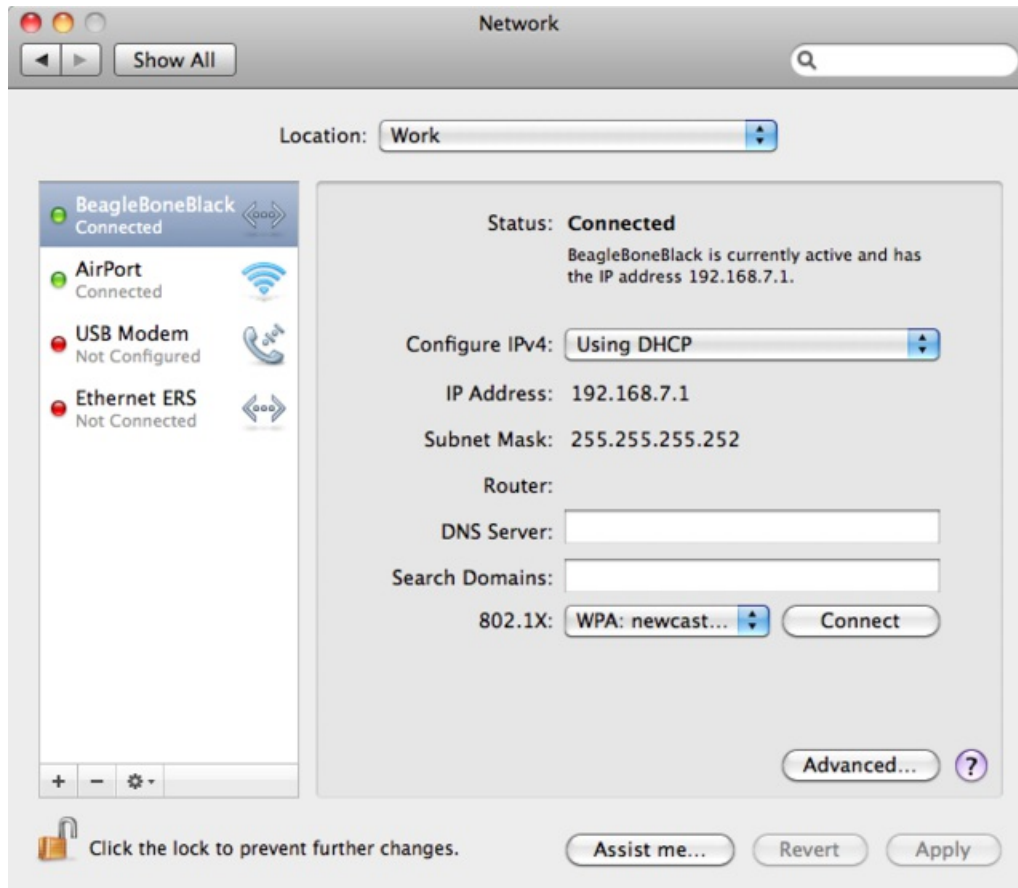 Network
Show All
Location: Work
BeagleBoneBlack
Connected
AirPort
Connected
USB Modem
Not Configured
Ethernet ERS
Not Connected
Status: Connected
BeagleBoneBlack is currently active and has
the IP address 192.168.7.1.
Configure IPv4: Using DHCP
IP Address: 192.168.7.1
Subnet Mask: 255.255.255.252
Router:
DNS Server:
Search Domains:
802.1X: WPA: newcast... Connect
Advanced... ?
Click the lock to prevent further changes.
Assist me... Revert Apply